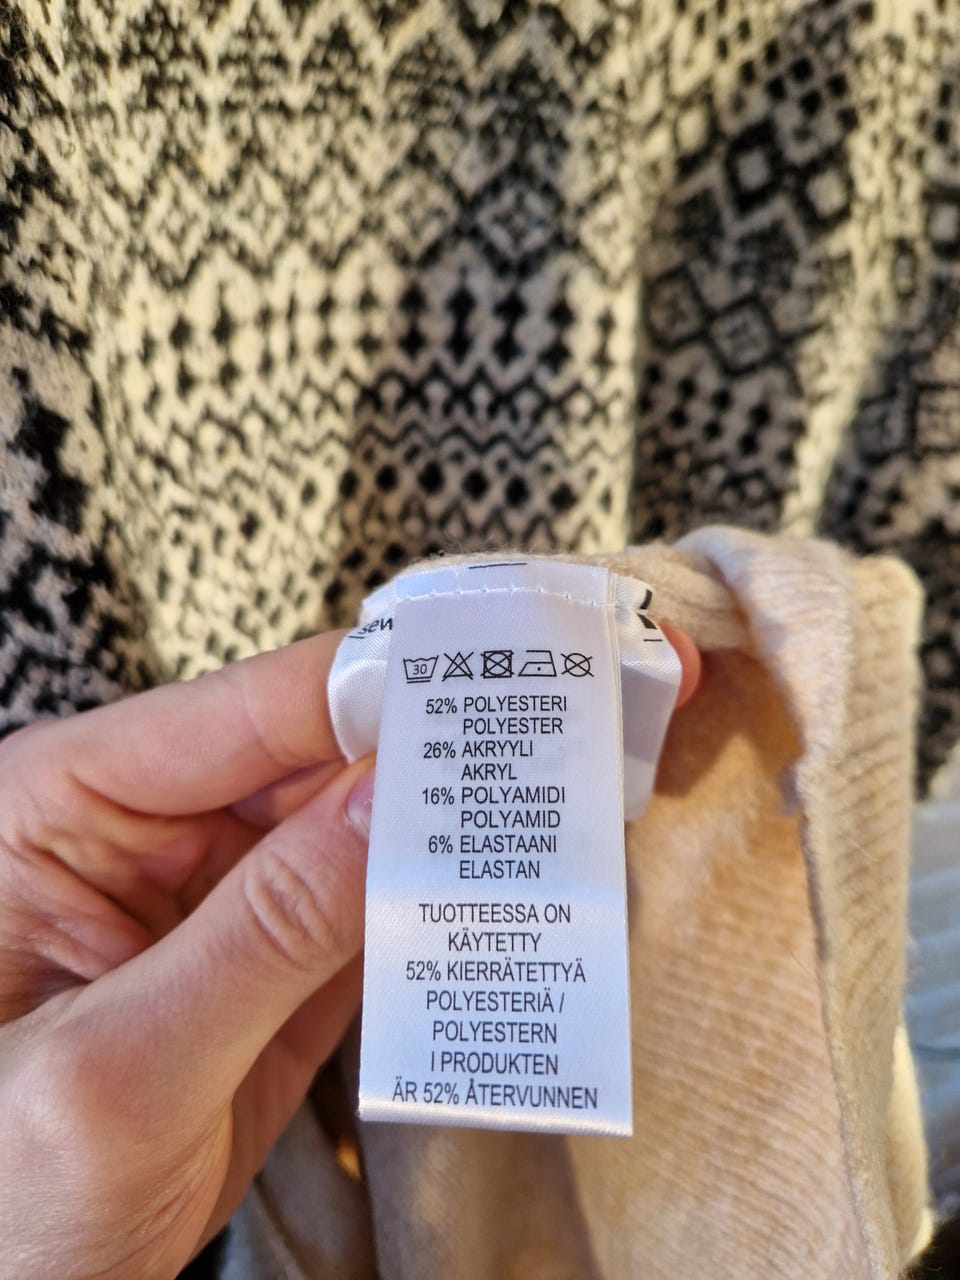 30
52% POLYESTERI
POLYESTER
26% AKRYYLI
AKRYL
16% POLYAMIDI
POLYAMID
6% ELASTAANI
ELASTAN
TUOTTEESSA ON
KÄYTETTY
52% KIERRÄTETTYÄ
POLYESTERIÄ /
POLYESTERN
I PRODUKTEN
ÄR 52% ÅTERVUNNEN